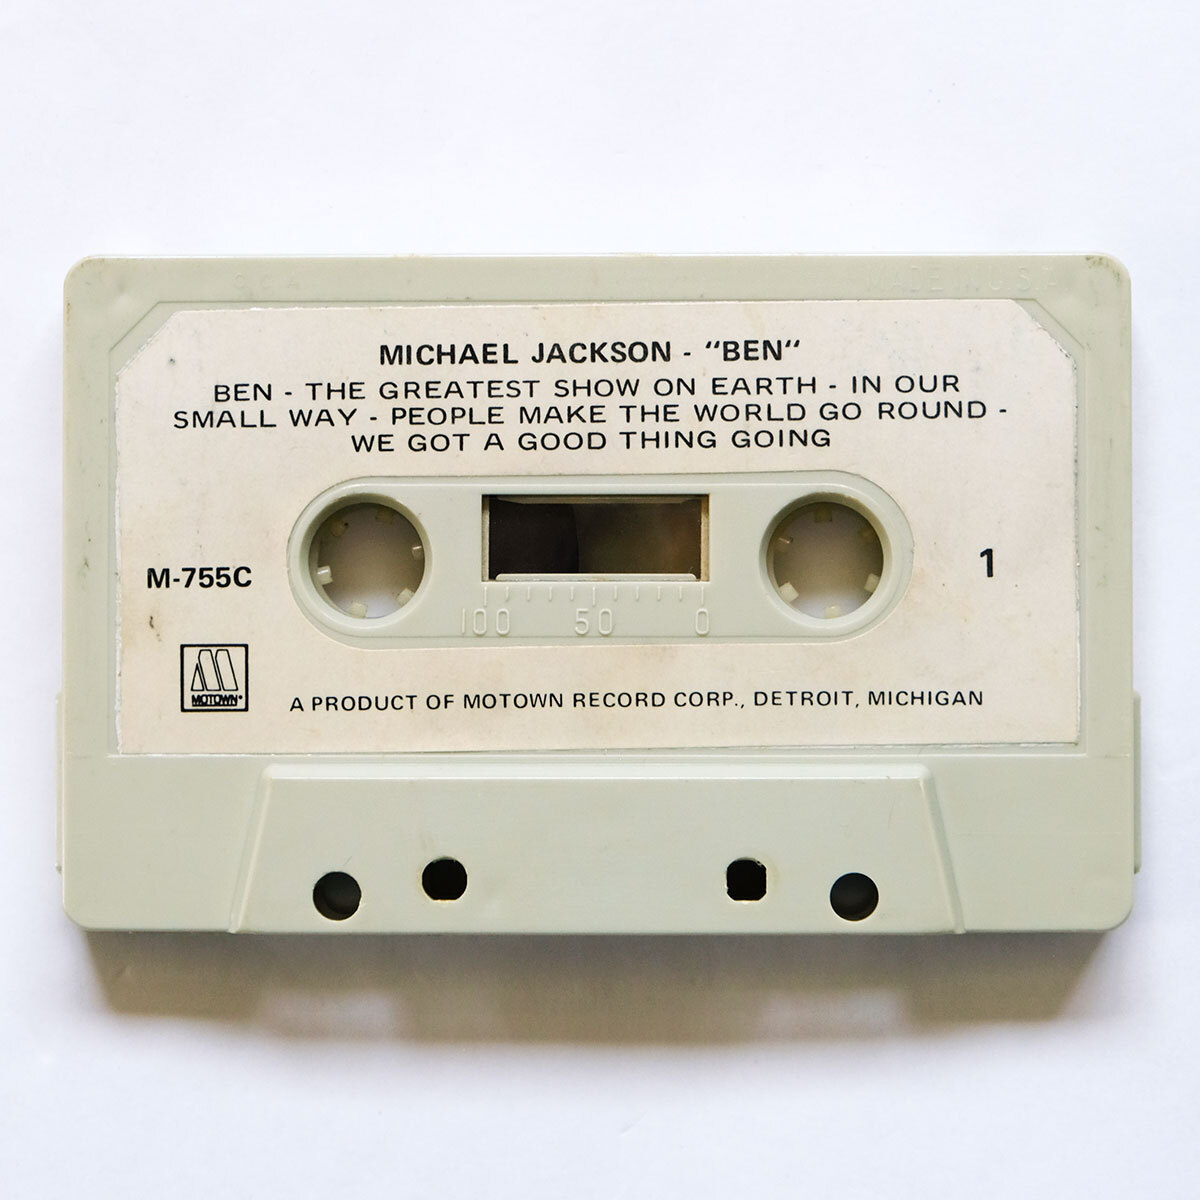 SCA
MADE IN U.S.A.
MICHAEL JACKSON - "BEN"
BEN - THE GREATEST SHOW ON EARTH - IN OUR
SMALL WAY - PEOPLE MAKE THE WORLD GO ROUND -
WE GOT A GOOD THING GOING
M-755C
1
100 50 0
MOTOWN®
A PRODUCT OF MOTOWN RECORD CORP., DETROIT, MICHIGAN